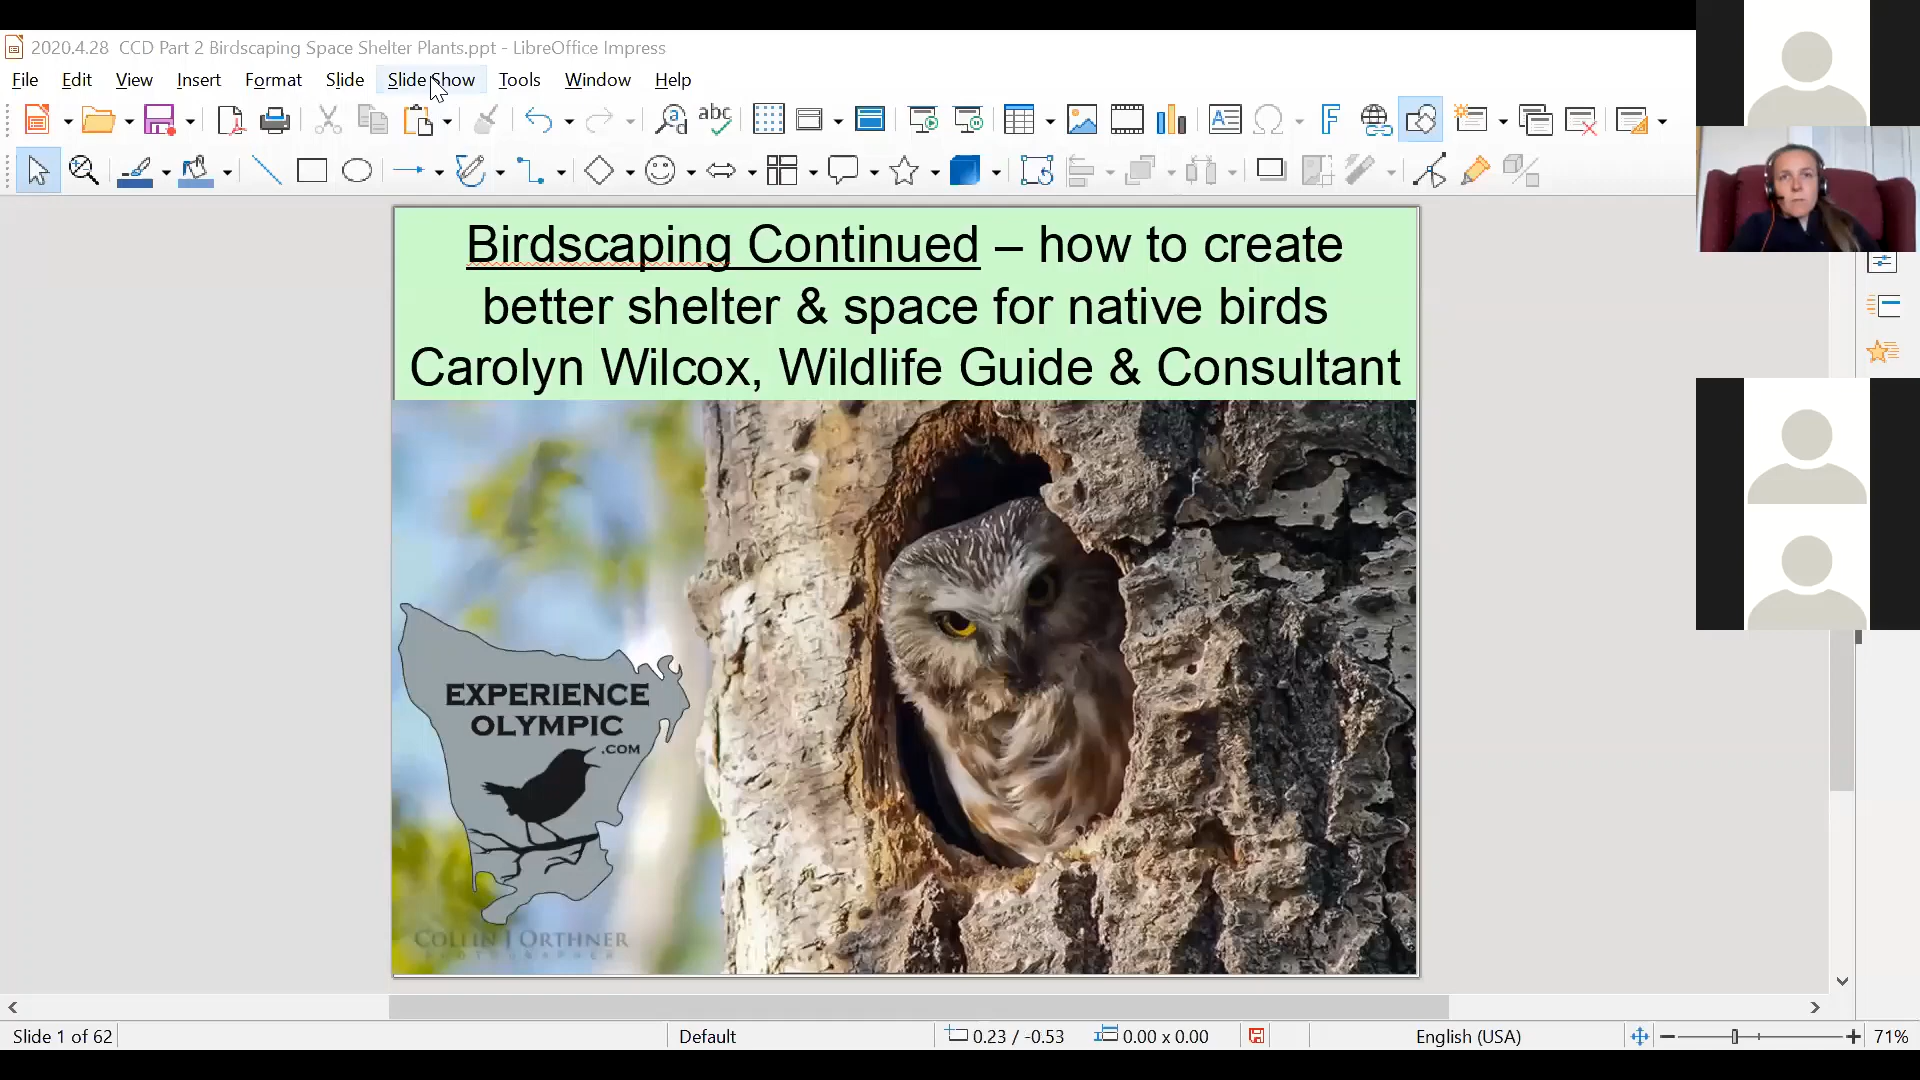 2020.4.28  CCD Part 2 Birdscaping Space Shelter Plants.ppt - LibreOffice Impress
File Edit View Insert Format Slide Slide Show Tools Window Help
Birdscaping Continued – how to create
better shelter & space for native birds
Carolyn Wilcox, Wildlife Guide & Consultant
EXPERIENCE
OLYMPIC
.COM
COLLIN J ORTHNER
PHOTOGRAPHER
Slide 1 of 62 Default 0.23 / -0.53 0.00 x 0.00 English (USA) 71%